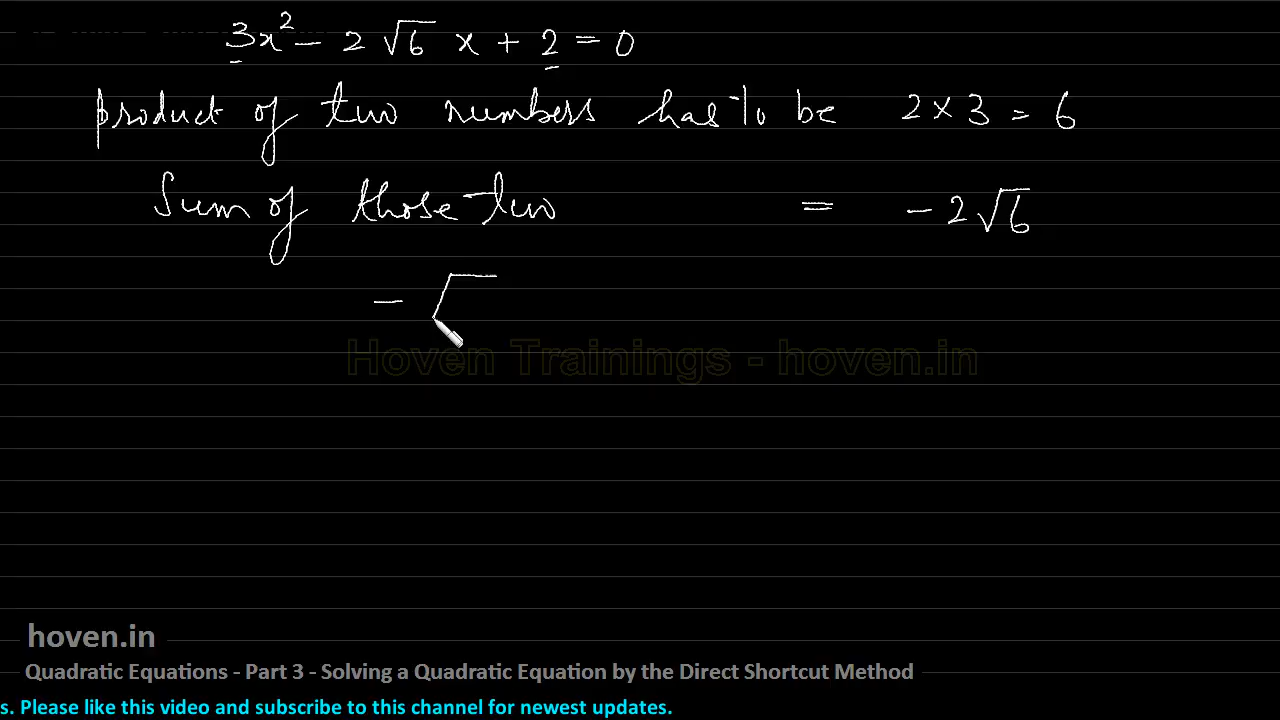 3x² - 2√6 x + 2 = 0
product of two numbers has to be 2 × 3 = 6
Sum of those two = - 2√6
- √
Hoven Trainings - hoven.in
hoven.in
Quadratic Equations - Part 3 - Solving a Quadratic Equation by the Direct Shortcut Method
s. Please like this video and subscribe to this channel for newest updates.